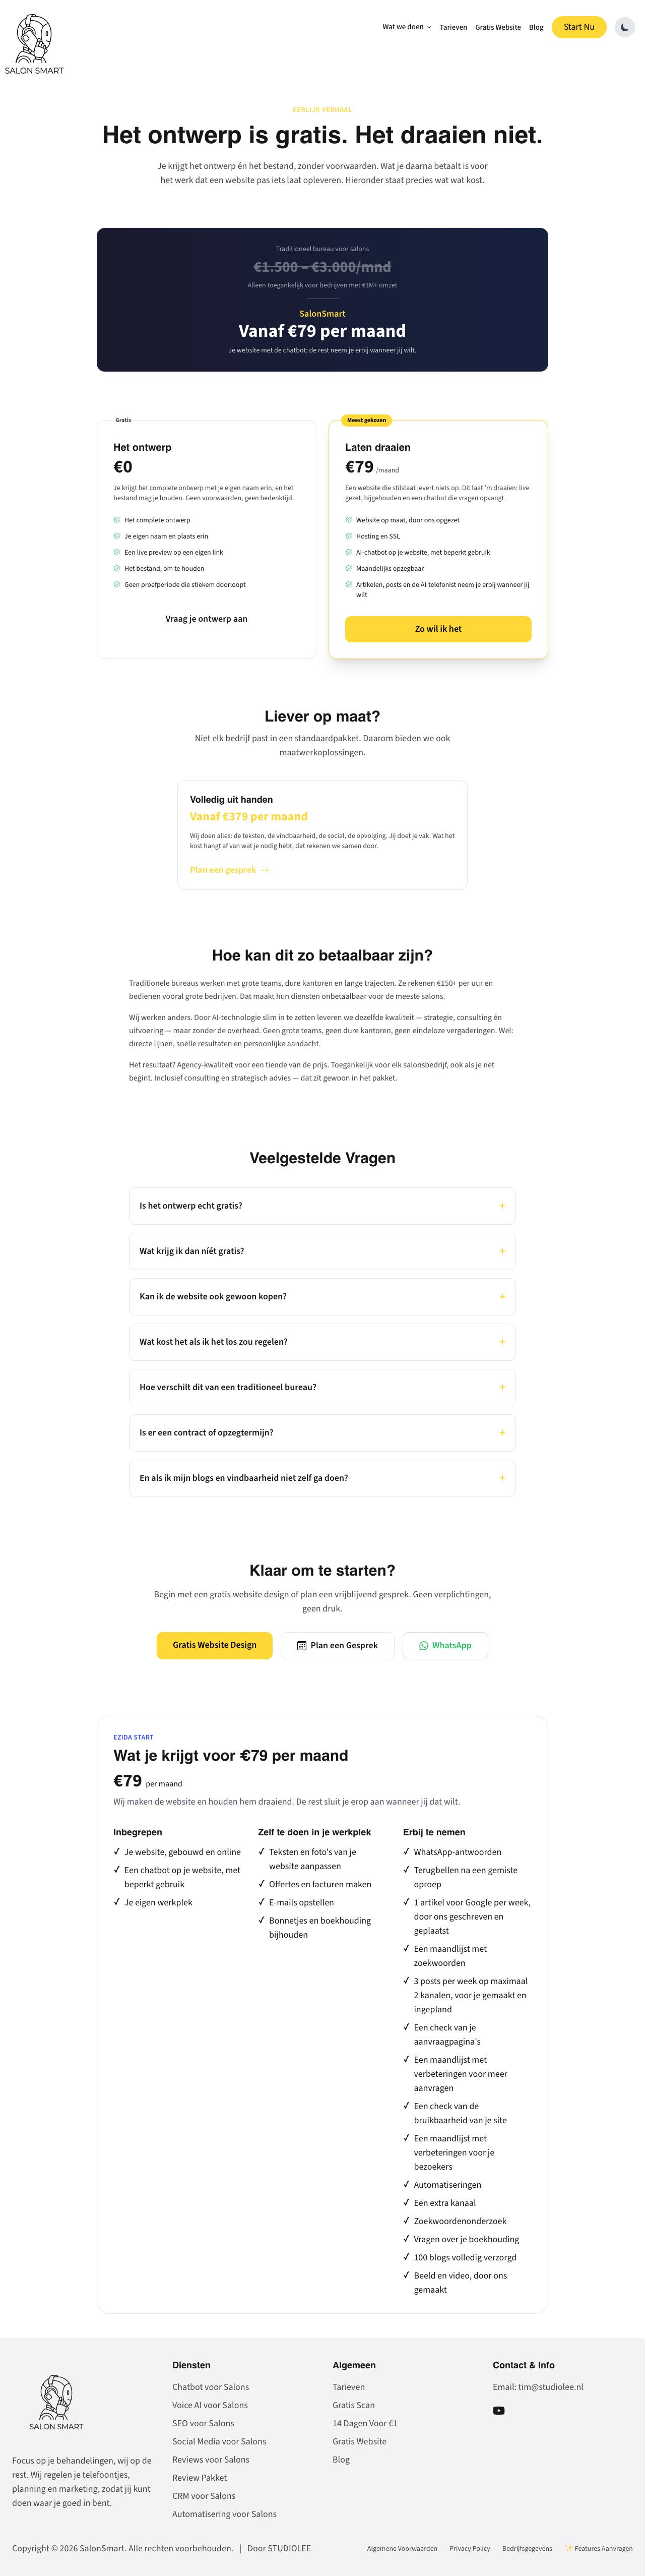 SALON SMART
Wat we doen
Tarieven
Gratis Website
Blog
Start Nu
EERLIJK VERHAAL
Het ontwerp is gratis. Het draaien niet.
Je krijgt het ontwerp én het bestand, zonder voorwaarden. Wat je daarna betaalt is voor
het werk dat een website pas iets laat opleveren. Hieronder staat precies wat wat kost.
Traditioneel bureau voor salons
€1.500 – €3.000/mnd
Alleen toegankelijk voor bedrijven met €1M+ omzet
SalonSmart
Vanaf €79 per maand
Je website met de chatbot; de rest neem je erbij wanneer jij wilt.
Gratis
Het ontwerp
€0
Je krijgt het complete ontwerp met je eigen naam erin, en het
bestand mag je houden. Geen voorwaarden, geen bedenktijd.
Het complete ontwerp
Je eigen naam en plaats erin
Een live preview op een eigen link
Het bestand, om te houden
Geen proefperiode die stiekem doorloopt
Vraag je ontwerp aan
Meest gekozen
Laten draaien
€79 /maand
Een website die stilstaat levert niets op. Dit laat 'm draaien: live
gezet, bijgehouden en een chatbot die vragen opvangt.
Website op maat, door ons opgezet
Hosting en SSL
AI-chatbot op je website, met beperkt gebruik
Maandelijks opzegbaar
Artikelen, posts en de AI-telefonist neem je erbij wanneer jij
wilt
Zo wil ik het
Liever op maat?
Niet elk bedrijf past in een standaardpakket. Daarom bieden we ook
maatwerkoplossingen.
Volledig uit handen
Vanaf €379 per maand
Wij doen alles: de teksten, de vindbaarheid, de social, de opvolging. Jij doet je vak. Wat het
kost hangt af van wat je nodig hebt, dat rekenen we samen door.
Plan een gesprek →
Hoe kan dit zo betaalbaar zijn?
Traditionele bureaus werken met grote teams, dure kantoren en lange trajecten. Ze rekenen €150+ per uur en
bedienen vooral grote bedrijven. Dat maakt hun diensten onbetaalbaar voor de meeste salons.
Wij werken anders. Door AI-technologie slim in te zetten leveren we dezelfde kwaliteit — strategie, consulting én
uitvoering — maar zonder de overhead. Geen grote teams, geen dure kantoren, geen eindeloze vergaderingen. Wel:
directe lijnen, snelle resultaten en persoonlijke aandacht.
Het resultaat? Agency-kwaliteit voor een tiende van de prijs. Toegankelijk voor elk salonsbedrijf, ook als je net
begint. Inclusief consulting en strategisch advies — dat zit gewoon in het pakket.
Veelgestelde Vragen
Is het ontwerp echt gratis? +
Wat krijg ik dan níét gratis? +
Kan ik de website ook gewoon kopen? +
Wat kost het als ik het los zou regelen? +
Hoe verschilt dit van een traditioneel bureau? +
Is er een contract of opzegtermijn? +
En als ik mijn blogs en vindbaarheid niet zelf ga doen? +
Klaar om te starten?
Begin met een gratis website design of plan een vrijblijvend gesprek. Geen verplichtingen,
geen druk.
Gratis Website Design
Plan een Gesprek
WhatsApp
EZIDA START
Wat je krijgt voor €79 per maand
€79 per maand
Wij maken de website en houden hem draaiend. De rest sluit je erop aan wanneer jij dat wilt.
Inbegrepen
✓ Je website, gebouwd en online
✓ Een chatbot op je website, met
beperkt gebruik
✓ Je eigen werkplek
Zelf te doen in je werkplek
✓ Teksten en foto's van je
website aanpassen
✓ Offertes en facturen maken
✓ E-mails opstellen
✓ Bonnetjes en boekhouding
bijhouden
Erbij te nemen
✓ WhatsApp-antwoorden
✓ Terugbellen na een gemiste
oproep
✓ 1 artikel voor Google per week,
door ons geschreven en
geplaatst
✓ Een maandlijst met
zoekwoorden
✓ 3 posts per week op maximaal
2 kanalen, voor je gemaakt en
ingepland
✓ Een check van je
aanvraagpagina's
✓ Een maandlijst met
verbeteringen voor meer
aanvragen
✓ Een check van de
bruikbaarheid van je site
✓ Een maandlijst met
verbeteringen voor je
bezoekers
✓ Automatiseringen
✓ Een extra kanaal
✓ Zoekwoordenonderzoek
✓ Vragen over je boekhouding
✓ 100 blogs volledig verzorgd
✓ Beeld en video, door ons
gemaakt
SALON SMART
Focus op je behandelingen, wij op de
rest. Wij regelen je telefoontjes,
planning en marketing, zodat jij kunt
doen waar je goed in bent.
Diensten
Chatbot voor Salons
Voice AI voor Salons
SEO voor Salons
Social Media voor Salons
Reviews voor Salons
Review Pakket
CRM voor Salons
Automatisering voor Salons
Algemeen
Tarieven
Gratis Scan
14 Dagen Voor €1
Gratis Website
Blog
Contact & Info
Email: tim@studiolee.nl
Copyright © 2026 SalonSmart. Alle rechten voorbehouden. | Door STUDIOLEE
Algemene Voorwaarden
Privacy Policy
Bedrijfsgegevens
✨ Features Aanvragen